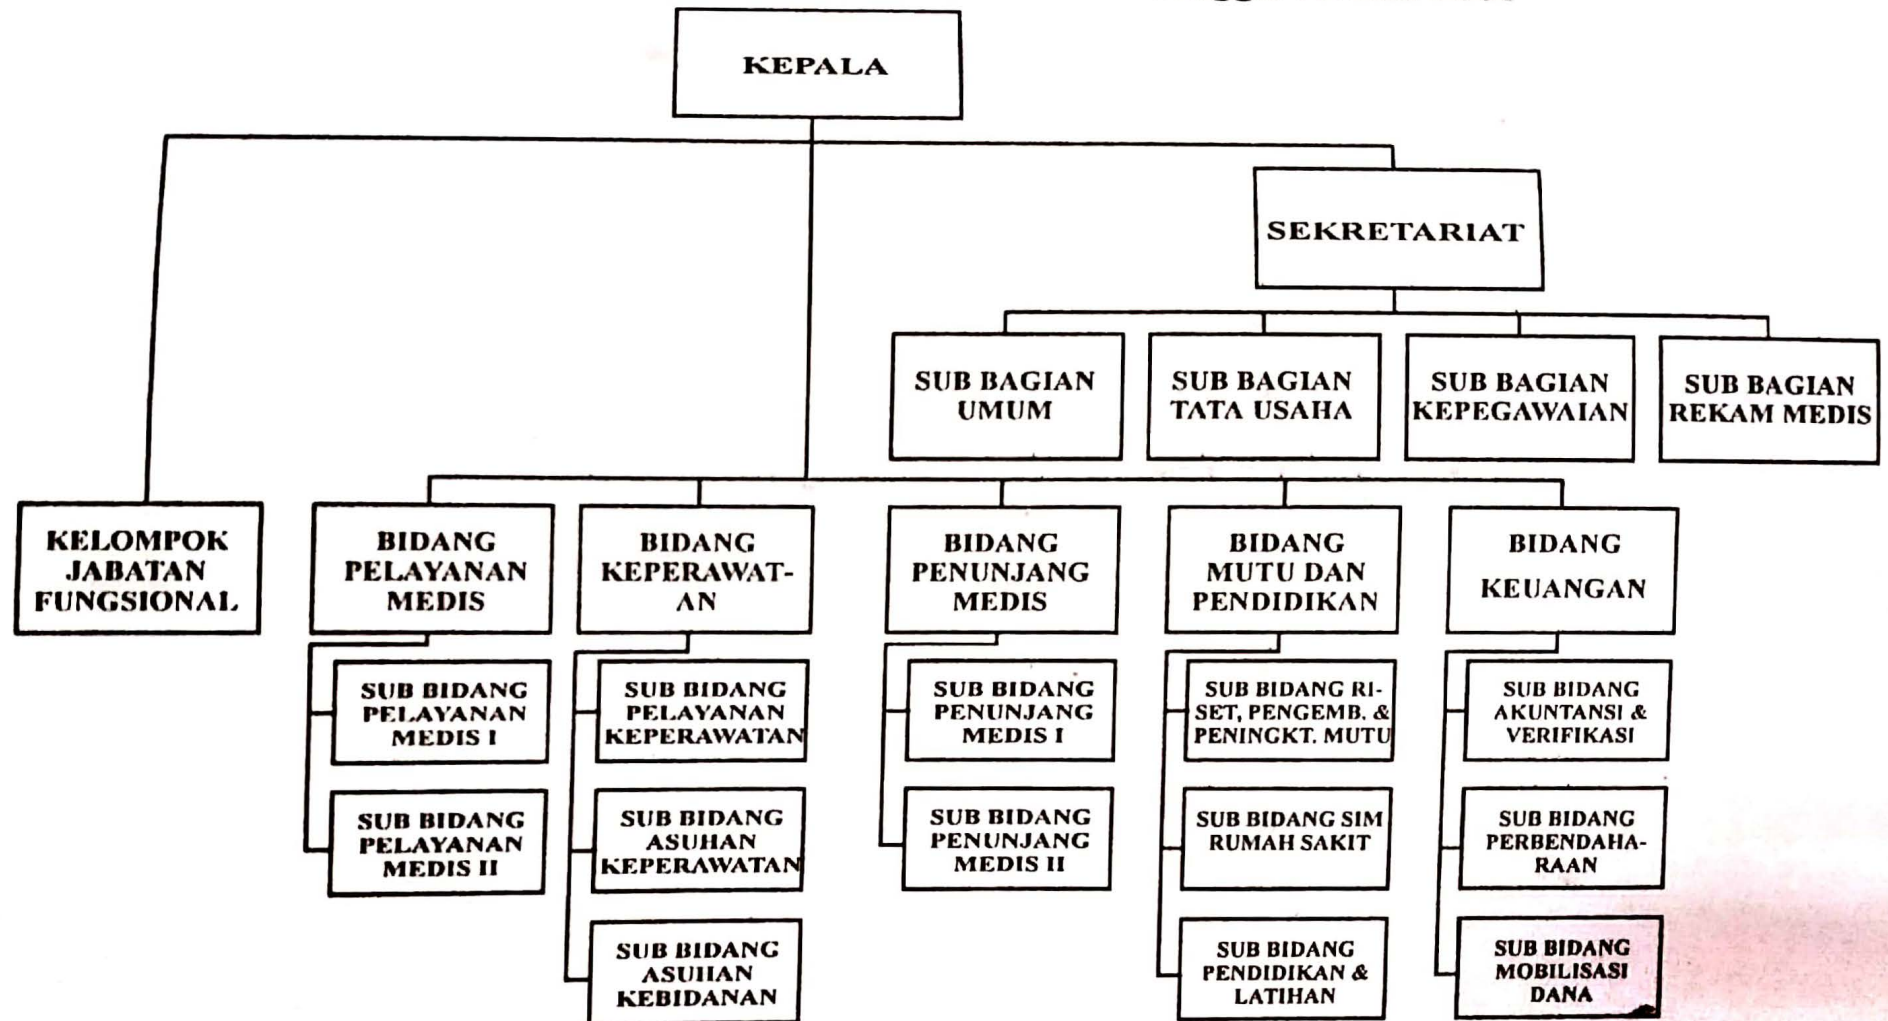 KEPALA
SEKRETARIAT
SUB BAGIAN
UMUM
SUB BAGIAN
TATA USAHA
SUB BAGIAN
KEPEGAWAIAN
SUB BAGIAN
REKAM MEDIS
KELOMPOK
JABATAN
FUNGSIONAL
BIDANG
PELAYANAN
MEDIS
BIDANG
KEPERAWAT-
AN
BIDANG
PENUNJANG
MEDIS
BIDANG
MUTU DAN
PENDIDIKAN
BIDANG
KEUANGAN
SUB BIDANG
PELAYANAN
MEDIS I
SUB BIDANG
PELAYANAN
KEPERAWATAN
SUB BIDANG
PENUNJANG
MEDIS I
SUB BIDANG RI-
SET, PENGEMB. &
PENINGKT. MUTU
SUB BIDANG
AKUNTANSI &
VERIFIKASI
SUB BIDANG
PELAYANAN
MEDIS II
SUB BIDANG
ASUHAN
KEPERAWATAN
SUB BIDANG
PENUNJANG
MEDIS II
SUB BIDANG SIM
RUMAH SAKIT
SUB BIDANG
PERBENDAHA-
RAAN
SUB BIDANG
ASUHAN
KEBIDANAN
SUB BIDANG
PENDIDIKAN &
LATIHAN
SUB BIDANG
MOBILISASI
DANA